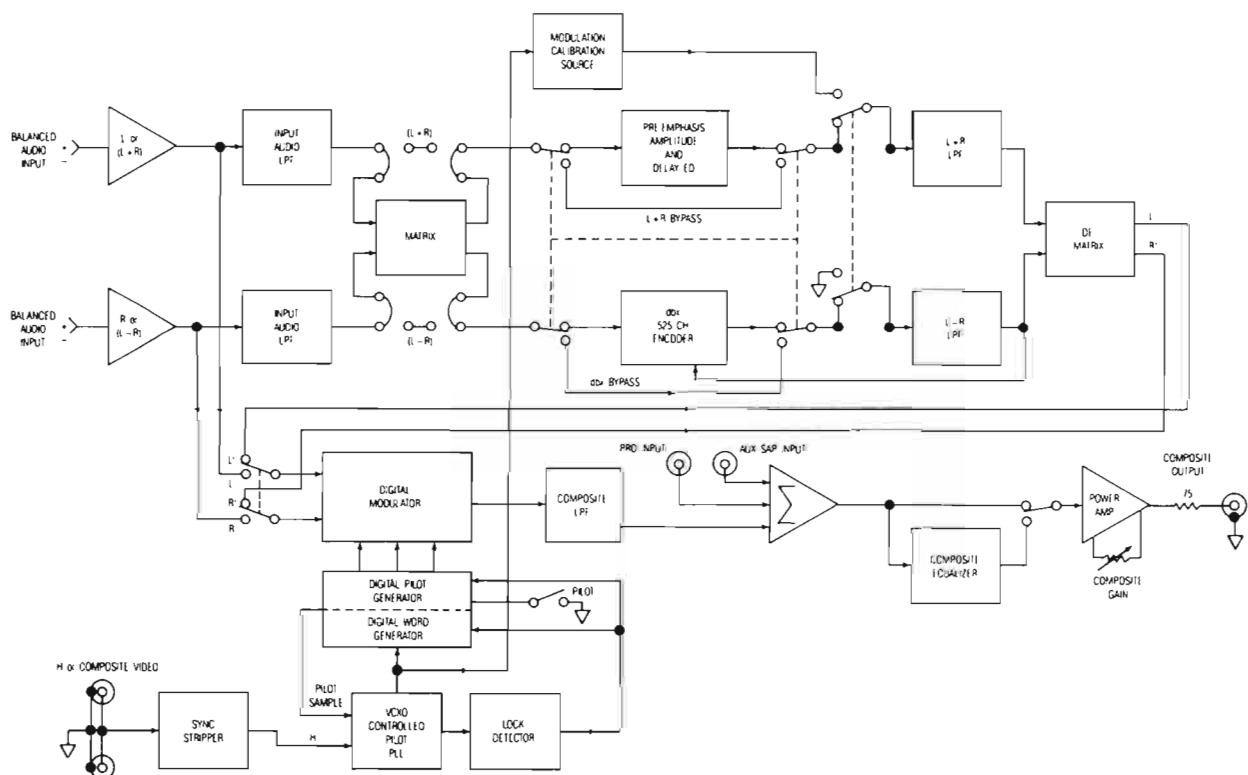 MODULATION
CALIBRATION
SOURCE
BALANCED
AUDIO
INPUT
+
−
L or
(L + R)
INPUT
AUDIO
LPF
(L + R)
PRE EMPHASIS
AMPLITUDE
AND
DELAY EQ
L + R
LPF
L + R BYPASS
MATRIX
DE
MATRIX
L'
R'
BALANCED
AUDIO
INPUT
+
−
R or
(L − R)
INPUT
AUDIO
LPF
(L − R)
dbx
525 CH
ENCODER
L − R
LPF
dbx BYPASS
PRO INPUT
AUX SAP INPUT
L'
L
R'
R
DIGITAL
MODULATOR
COMPOSITE
LPF
Σ
COMPOSITE
EQUALIZER
POWER
AMP
75
COMPOSITE
OUTPUT
COMPOSITE
GAIN
DIGITAL PILOT
GENERATOR
PILOT
DIGITAL WORD
GENERATOR
H or COMPOSITE VIDEO
PILOT
SAMPLE
SYNC
STRIPPER
H
VCXO
CONTROLLED
PILOT
PLL
LOCK
DETECTOR